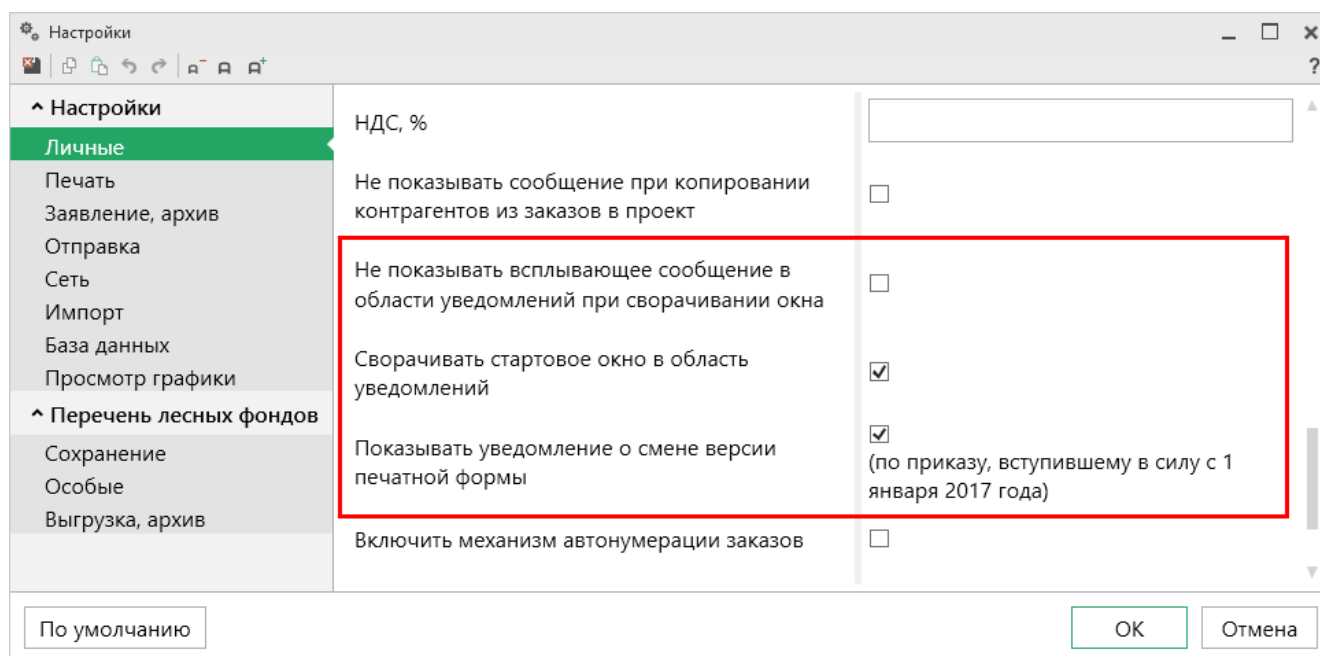 Настройки
?
Настройки
Личные
Печать
Заявление, архив
Отправка
Сеть
Импорт
База данных
Просмотр графики
Перечень лесных фондов
Сохранение
Особые
Выгрузка, архив
НДС, %
Не показывать сообщение при копировании
контрагентов из заказов в проект
Не показывать всплывающее сообщение в
области уведомлений при сворачивании окна
Сворачивать стартовое окно в область
уведомлений
Показывать уведомление о смене версии
печатной формы
(по приказу, вступившему в силу с 1
января 2017 года)
Включить механизм автонумерации заказов
По умолчанию
ОК
Отмена